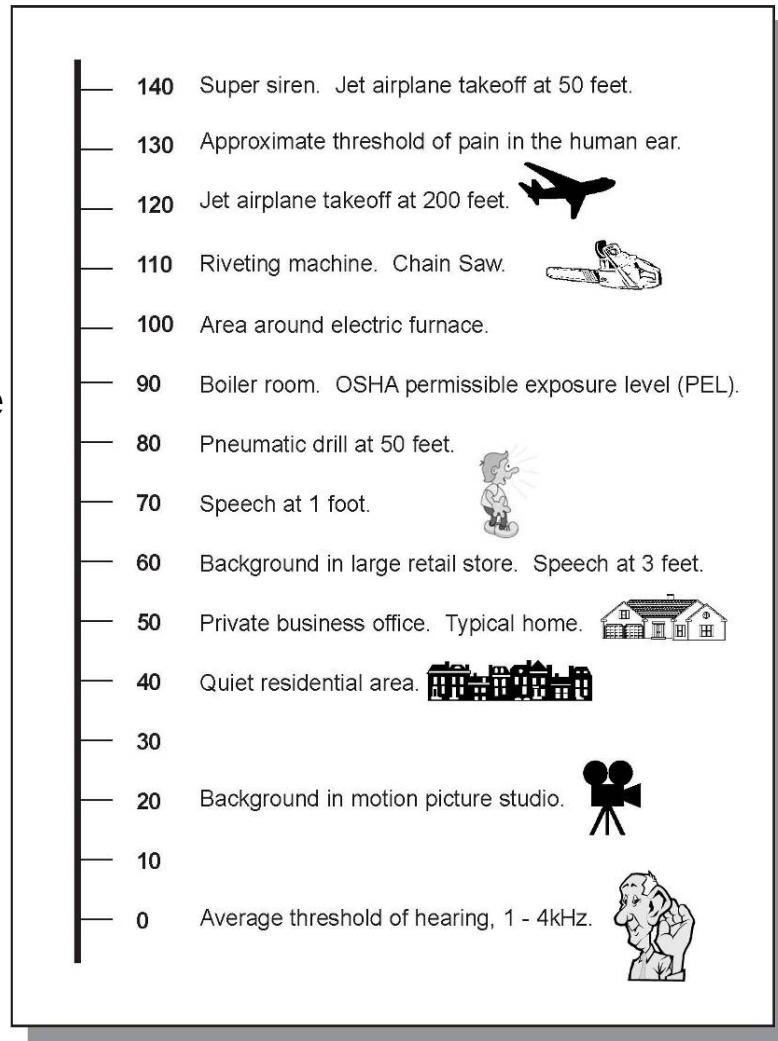 140 Super siren. Jet airplane takeoff at 50 feet.
130 Approximate threshold of pain in the human ear.
120 Jet airplane takeoff at 200 feet.
110 Riveting machine. Chain Saw.
100 Area around electric furnace.
e
90 Boiler room. OSHA permissible exposure level (PEL).
80 Pneumatic drill at 50 feet.
70 Speech at 1 foot.
60 Background in large retail store. Speech at 3 feet.
50 Private business office. Typical home.
40 Quiet residential area.
30
20 Background in motion picture studio.
10
0 Average threshold of hearing, 1 - 4kHz.